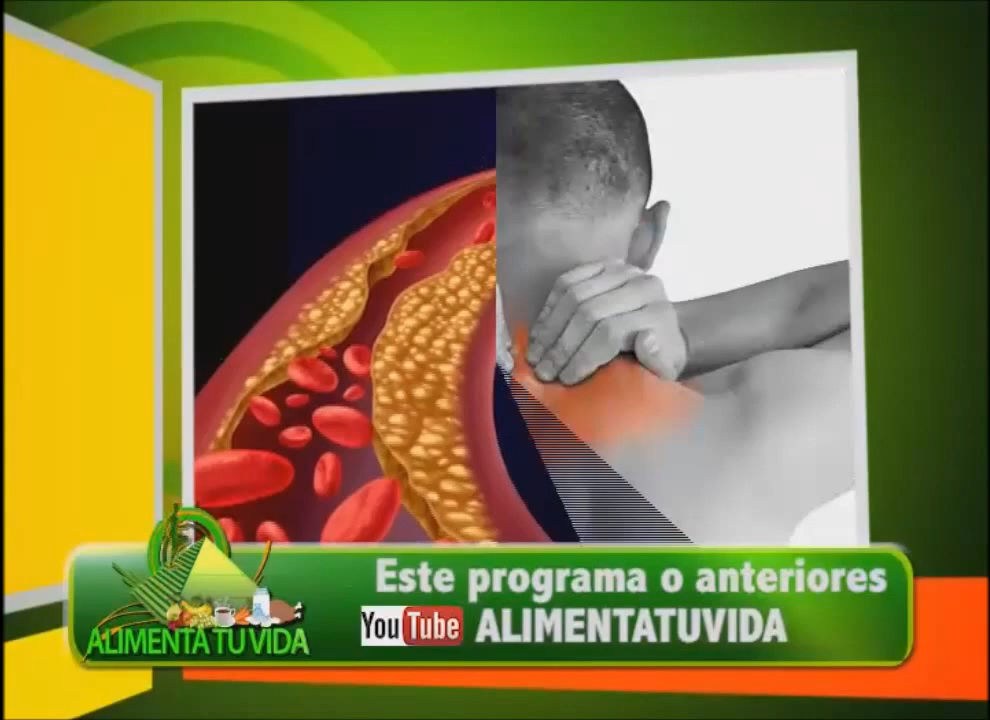 Este programa o anteriores
YouTube ALIMENTATUVIDA
ALIMENTA TU VIDA